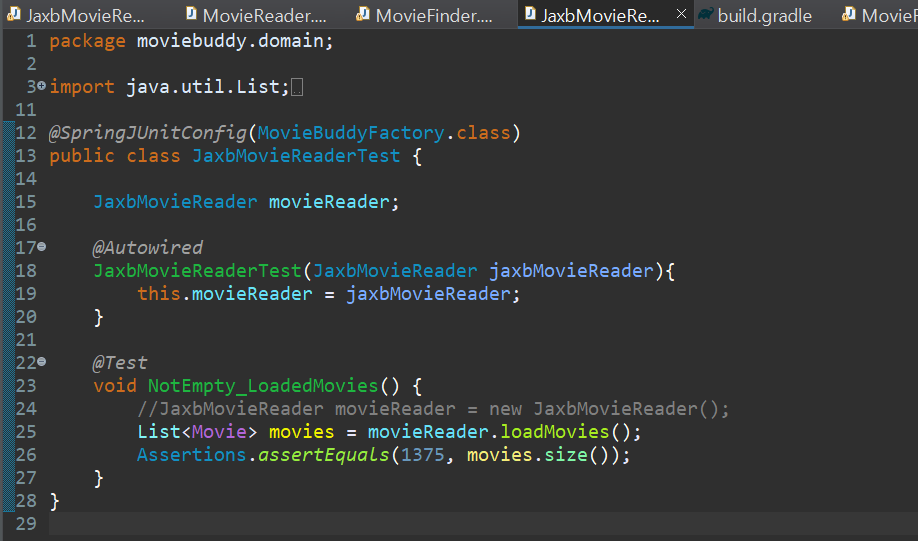 JaxbMovieRe... MovieReader.... MovieFinder.... JaxbMovieRe... build.gradle
1 package moviebuddy.domain;
2
3 import java.util.List;
11
12 @SpringJUnitConfig(MovieBuddyFactory.class)
13 public class JaxbMovieReaderTest {
14
15 JaxbMovieReader movieReader;
16
17 @Autowired
18 JaxbMovieReaderTest(JaxbMovieReader jaxbMovieReader){
19 this.movieReader = jaxbMovieReader;
20 }
21
22 @Test
23 void NotEmpty_LoadedMovies() {
24 //JaxbMovieReader movieReader = new JaxbMovieReader();
25 List<Movie> movies = movieReader.loadMovies();
26 Assertions.assertEquals(1375, movies.size());
27 }
28 }
29